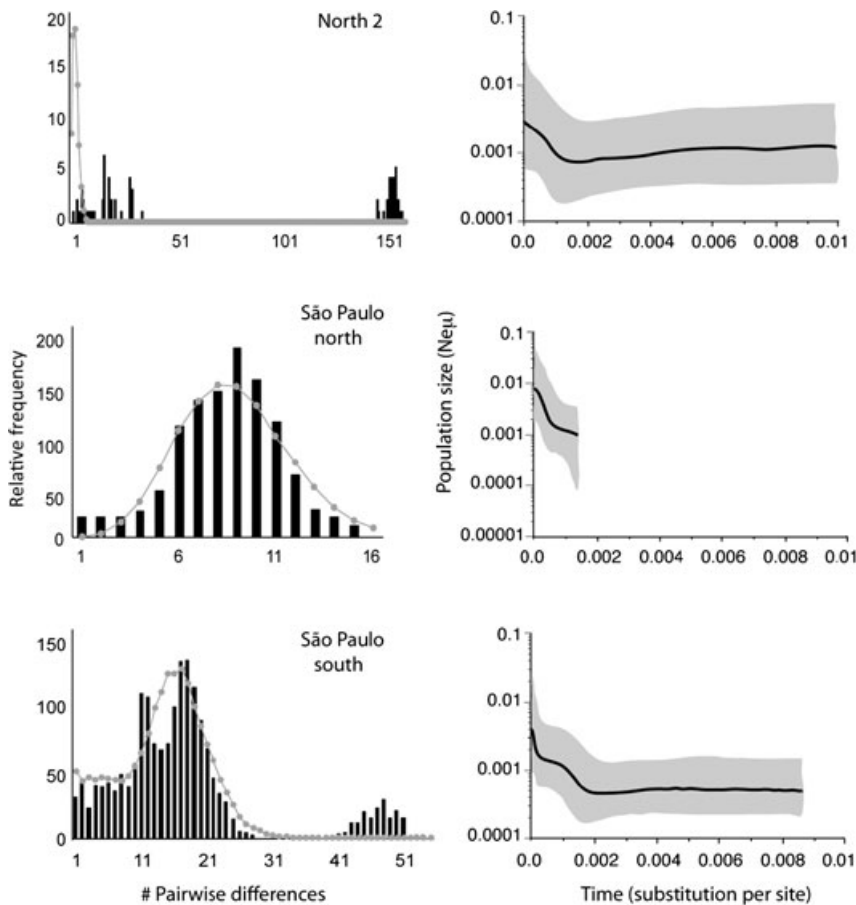 North 2
20
15
10
5
0
1 51 101 151
0.1
0.01
0.001
0.0001
0.0 0.002 0.004 0.006 0.008 0.01
São Paulo
north
Relative frequency
200
150
100
50
0
1 6 11 16
Population size (Neμ)
0.1
0.01
0.001
0.0001
0.00001
0.0 0.002 0.004 0.006 0.008 0.01
São Paulo
south
150
100
50
0
1 11 21 31 41 51
# Pairwise differences
0.1
0.01
0.001
0.0001
0.0 0.002 0.004 0.006 0.008 0.01
Time (substitution per site)